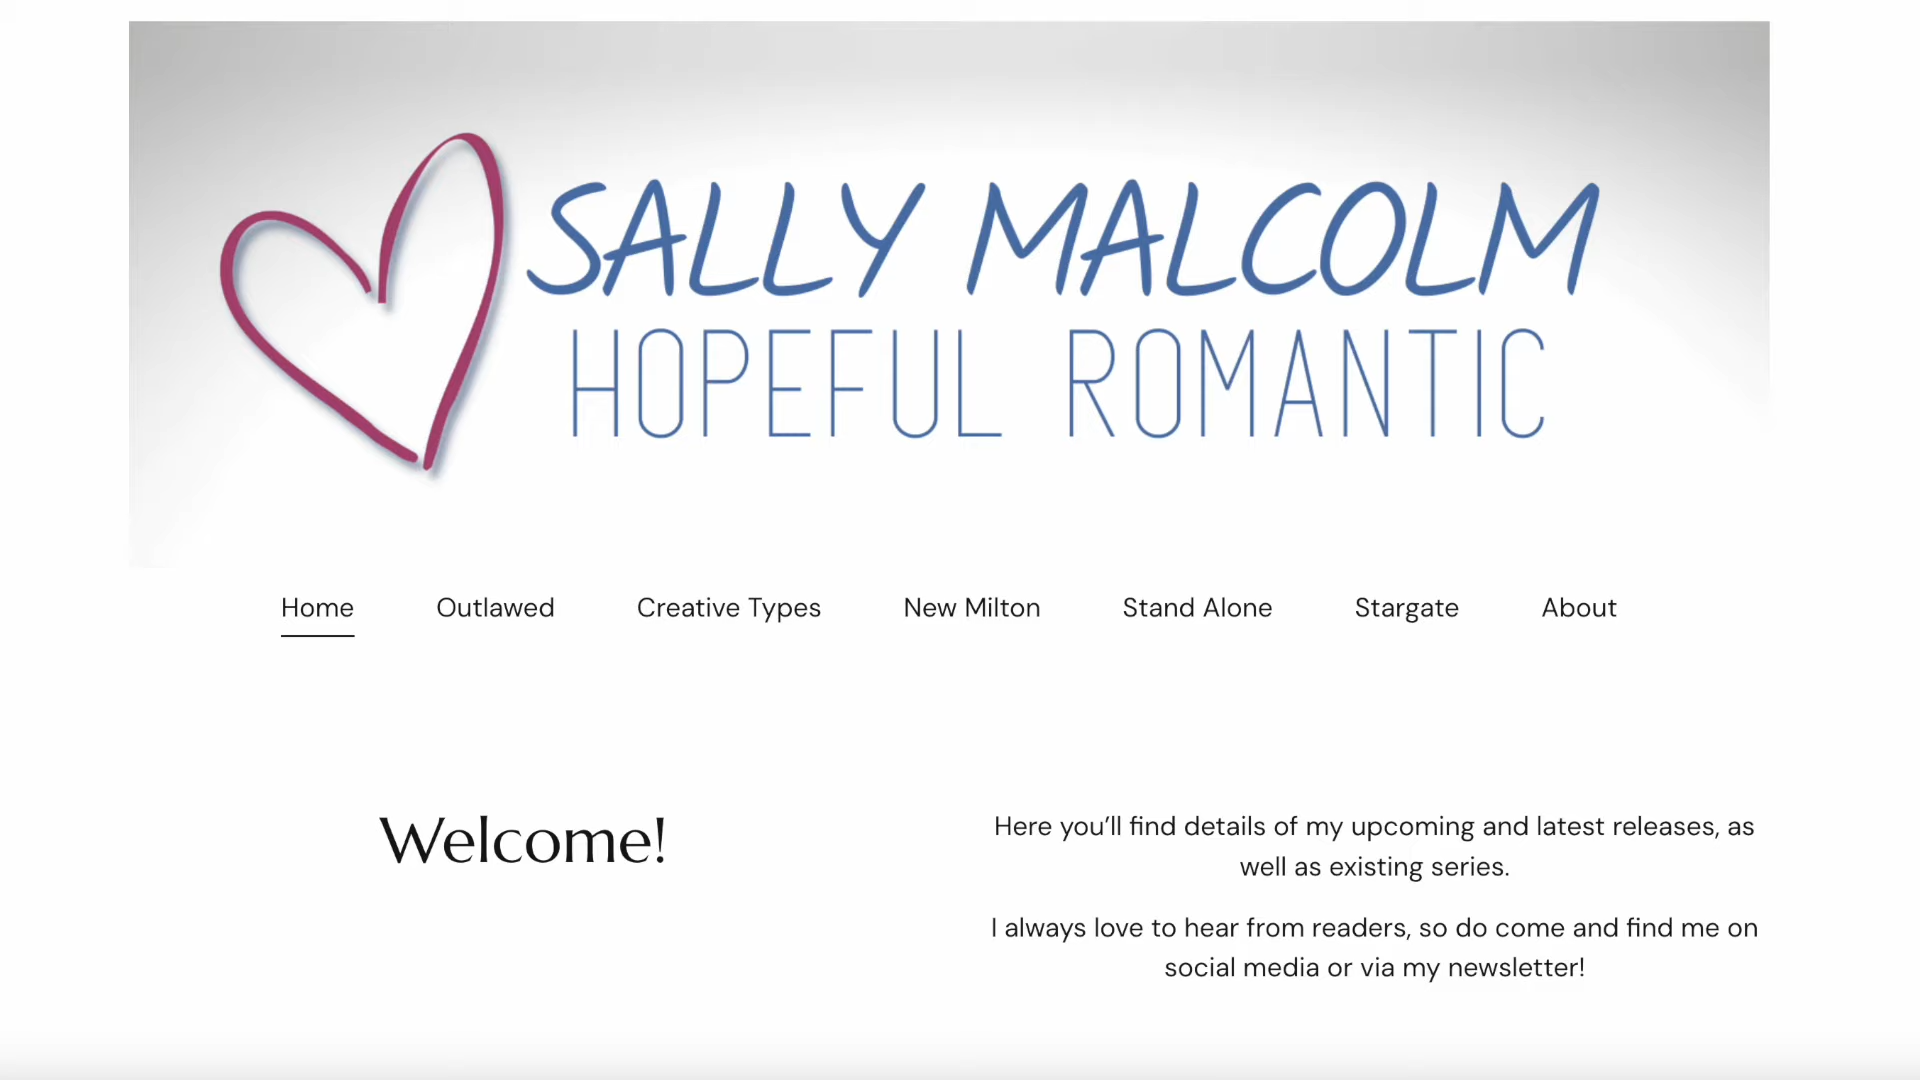 SALLY MALCOLM
HOPEFUL ROMANTIC
Home Outlawed Creative Types New Milton Stand Alone Stargate About
Welcome!
Here you’ll find details of my upcoming and latest releases, as
well as existing series.
I always love to hear from readers, so do come and find me on
social media or via my newsletter!